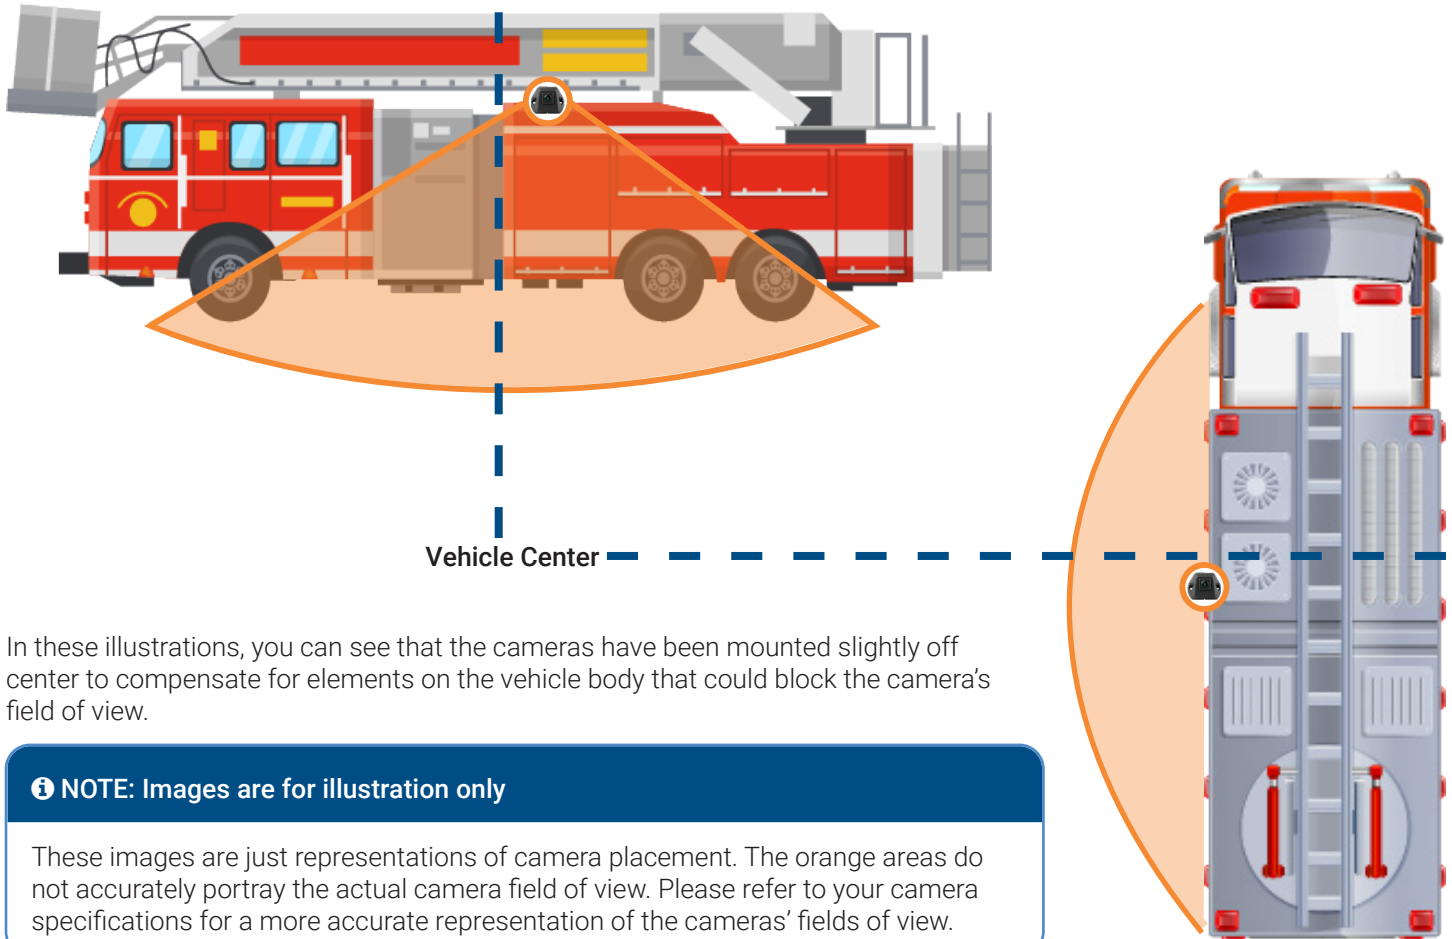 Vehicle Center
In these illustrations, you can see that the cameras have been mounted slightly off
center to compensate for elements on the vehicle body that could block the camera’s
field of view.
NOTE: Images are for illustration only
These images are just representations of camera placement. The orange areas do
not accurately portray the actual camera field of view. Please refer to your camera
specifications for a more accurate representation of the cameras’ fields of view.